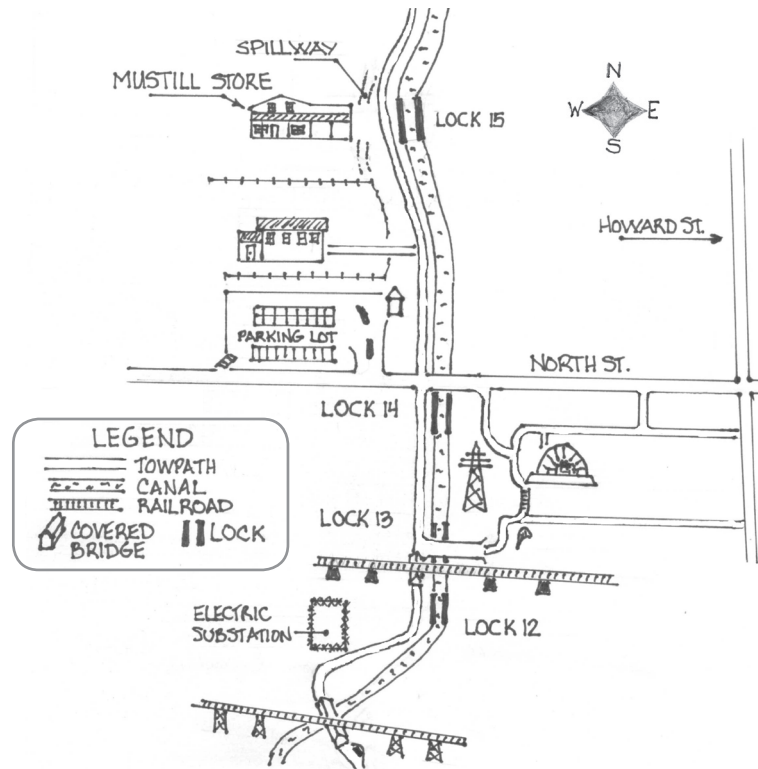 SPILLWAY
MUSTILL STORE
LOCK 15
N
W E
S
HOWARD ST.
PARKING LOT
NORTH ST.
LOCK 14
LEGEND
TOWPATH
CANAL
RAILROAD
COVERED
BRIDGE
LOCK
LOCK 13
ELECTRIC
SUBSTATION
LOCK 12